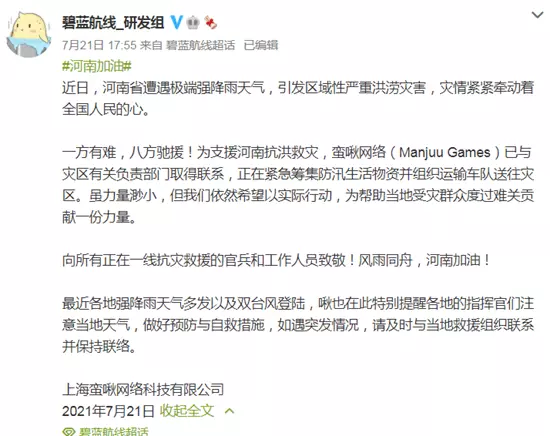 碧蓝航线_研发组
7月21日 17:55 来自 碧蓝航线超话 已编辑
#河南加油#
近日，河南省遭遇极端强降雨天气，引发区域性严重洪涝灾害，灾情紧紧牵动着
全国人民的心。
一方有难，八方驰援！为支援河南抗洪救灾，蛮啾网络（Manjuu Games）已与
灾区有关负责部门取得联系，正在紧急筹集防汛生活物资并组织运输车队送往灾
区。虽力量渺小，但我们依然希望以实际行动，为帮助当地受灾群众度过难关贡
献一份力量。
向所有正在一线抗灾救援的官兵和工作人员致敬！风雨同舟，河南加油！
最近各地强降雨天气多发以及双台风登陆，啾也在此特别提醒各地的指挥官们注
意当地天气，做好预防与自救措施，如遇突发情况，请及时与当地救援组织联系
并保持联络。
上海蛮啾网络科技有限公司
2021年7月21日 收起全文
碧蓝航线超话